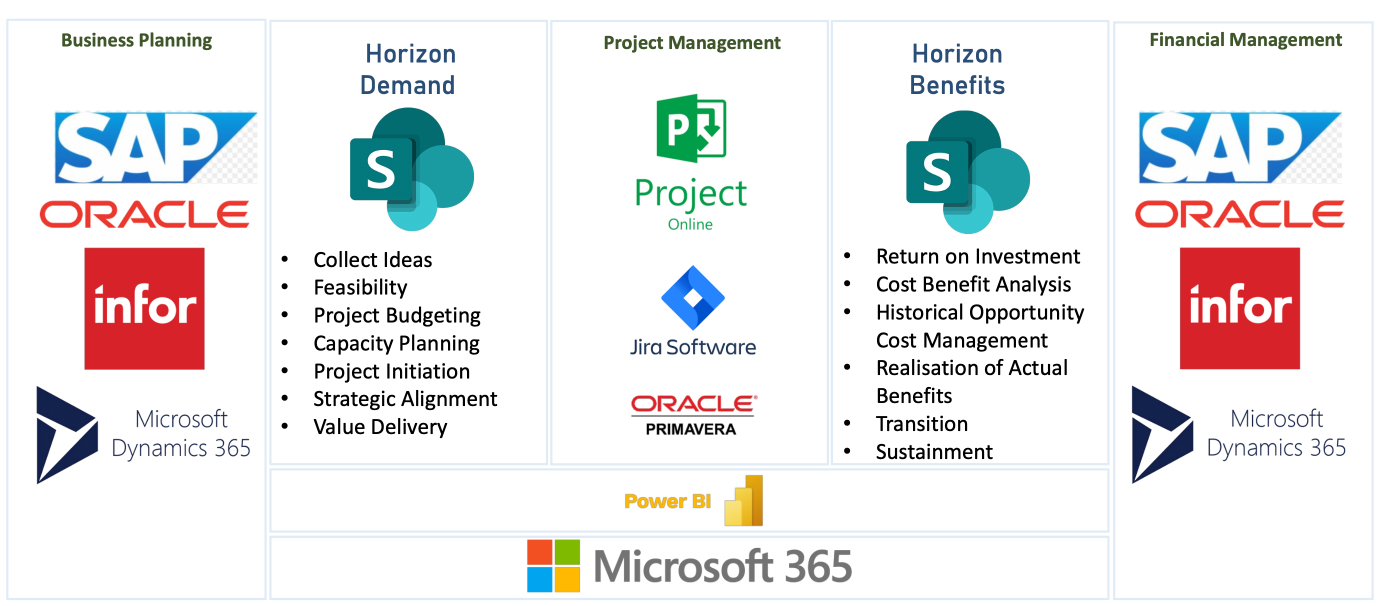 Business Planning
SAP
ORACLE
infor
Microsoft
Dynamics 365
Horizon
Demand
S
• Collect Ideas
• Feasibility
• Project Budgeting
• Capacity Planning
• Project Initiation
• Strategic Alignment
• Value Delivery
Project Management
P
Project
Online
Jira Software
ORACLE®
PRIMAVERA
Horizon
Benefits
S
• Return on Investment
• Cost Benefit Analysis
• Historical Opportunity
Cost Management
• Realisation of Actual
Benefits
• Transition
• Sustainment
Financial Management
SAP
ORACLE
infor
Microsoft
Dynamics 365
Power BI
Microsoft 365